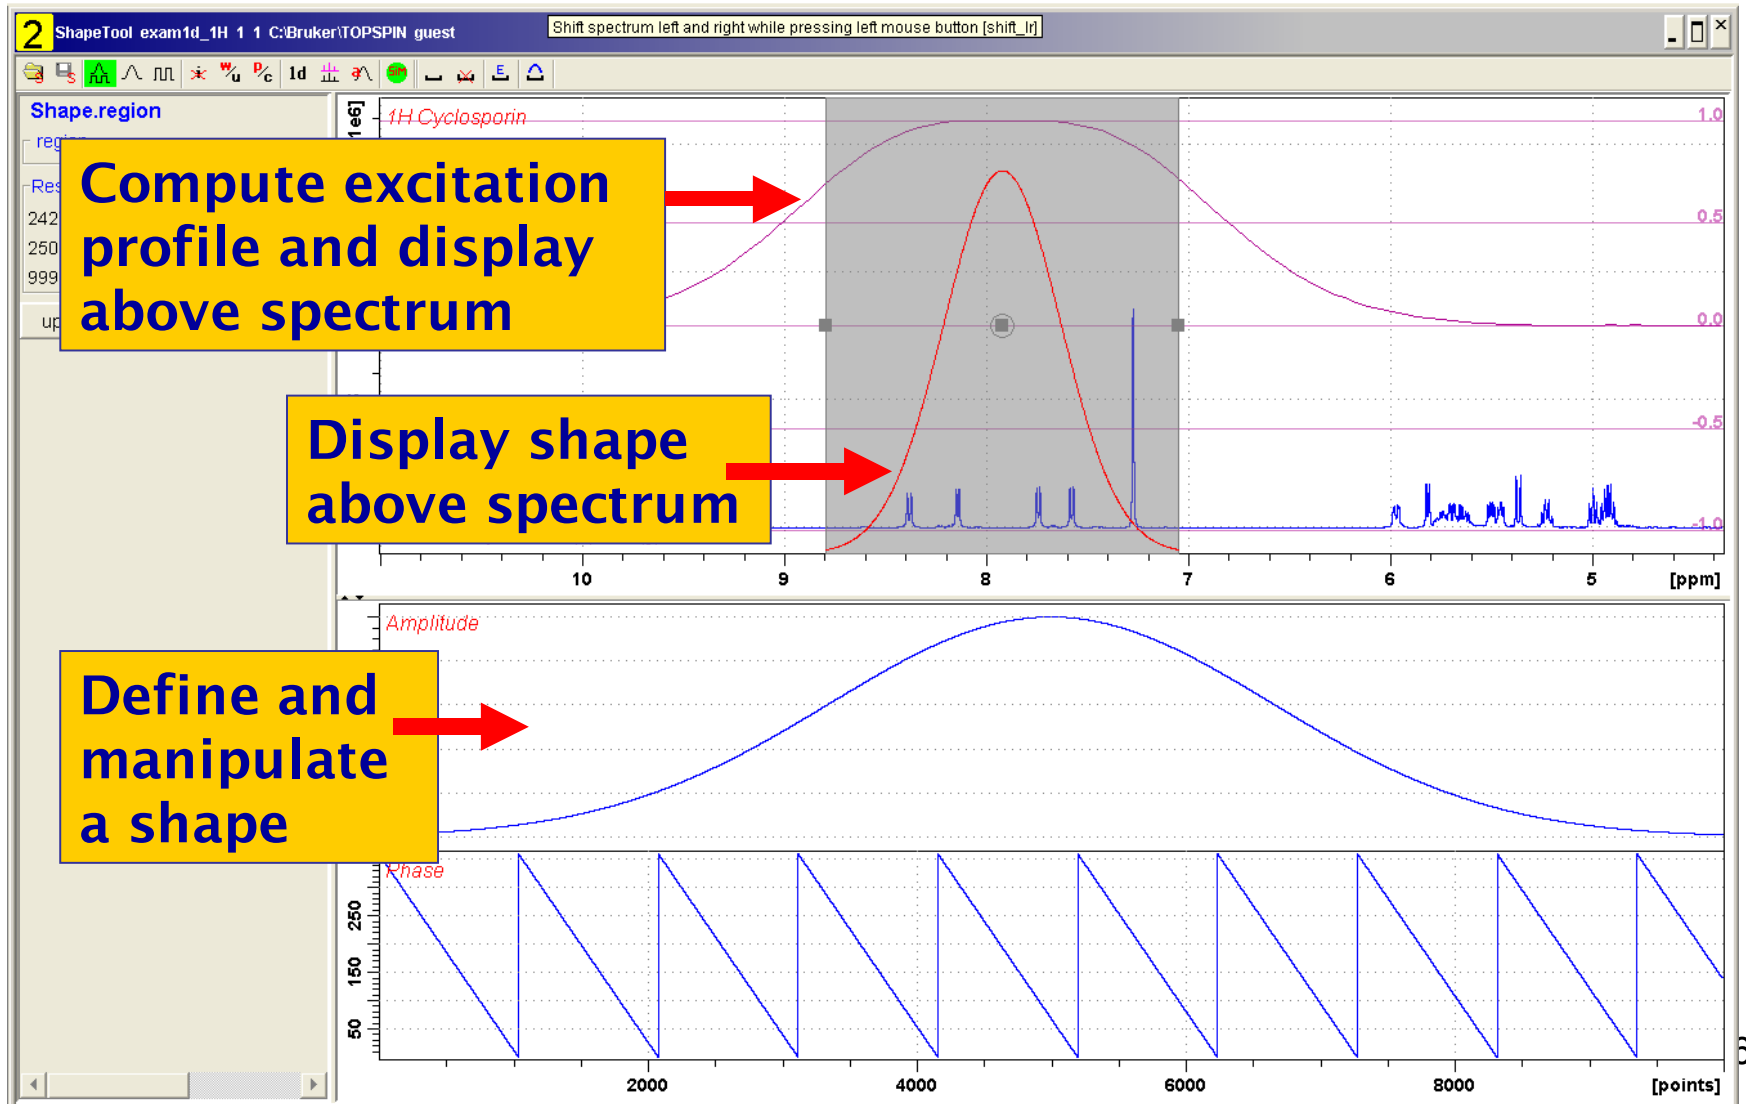 2 ShapeTool exam1d_1H 1 1 C:\Bruker\TOPSPIN guest
Shift spectrum left and right while pressing left mouse button [shift_lr]
w/u P/c 1d SIM E
Shape.region
1e6]
1H Cyclosporin
1.0
Compute excitation
profile and display
above spectrum
242
250
999
up
0.5
0.0
Display shape
above spectrum
-0.5
-1.0
10 9 8 7 6 5 [ppm]
Amplitude
Define and
manipulate
a shape
Phase
250
150
50
2000 4000 6000 8000 [points]